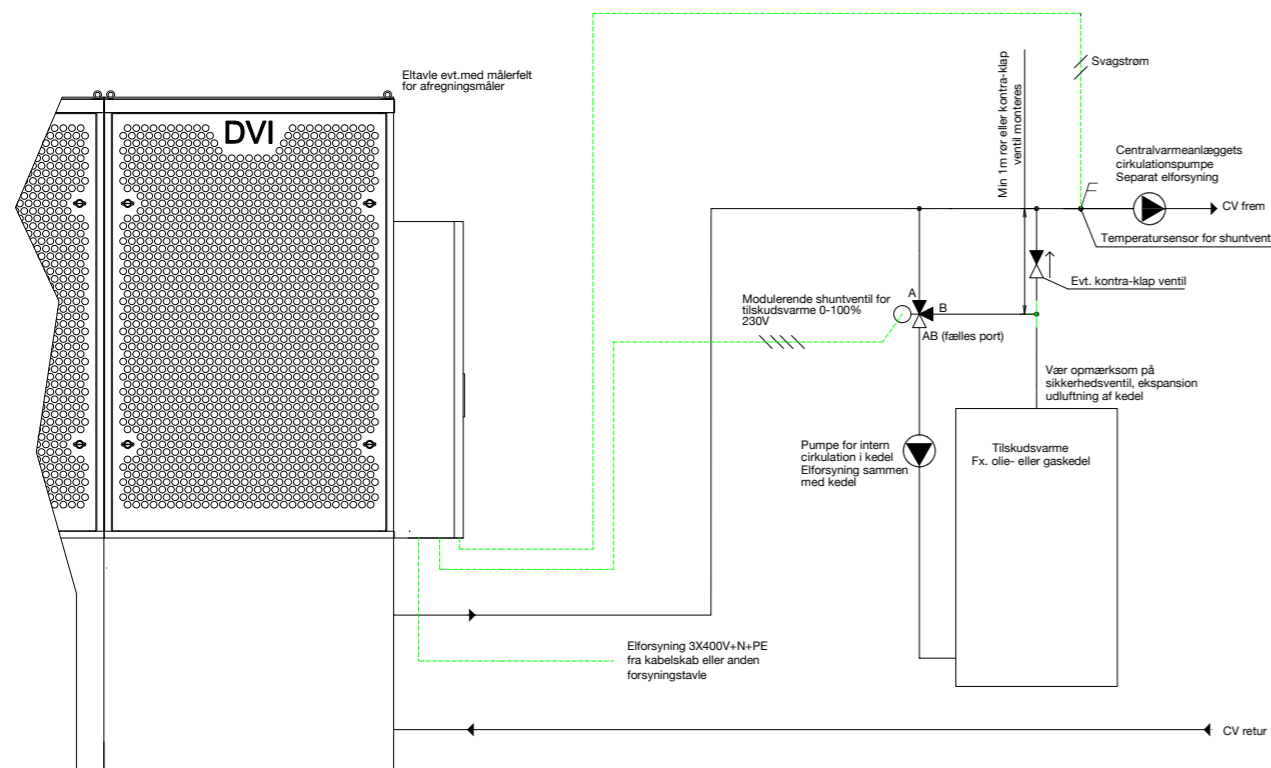 Eltavle evt.med målerfelt
for afregningsmåler
DVI
Min 1m rør eller kontra-klap
ventil monteres
Svagstrøm
Centralvarmeanlæggets
cirkulationspumpe
Separat elforsyning
CV frem
Temperatursensor for shuntvent
Evt. kontra-klap ventil
Modulerende shuntventil for
tilskudsvarme 0-100%
230V
A
B
AB (fælles port)
Vær opmærksom på
sikkerhedsventil, ekspansion
udluftning af kedel
Pumpe for intern
cirkulation i kedel
Elforsyning sammen
med kedel
Tilskudsvarme
Fx. olie- eller gaskedel
Elforsyning 3X400V+N+PE
fra kabelskab eller anden
forsyningstavle
CV retur